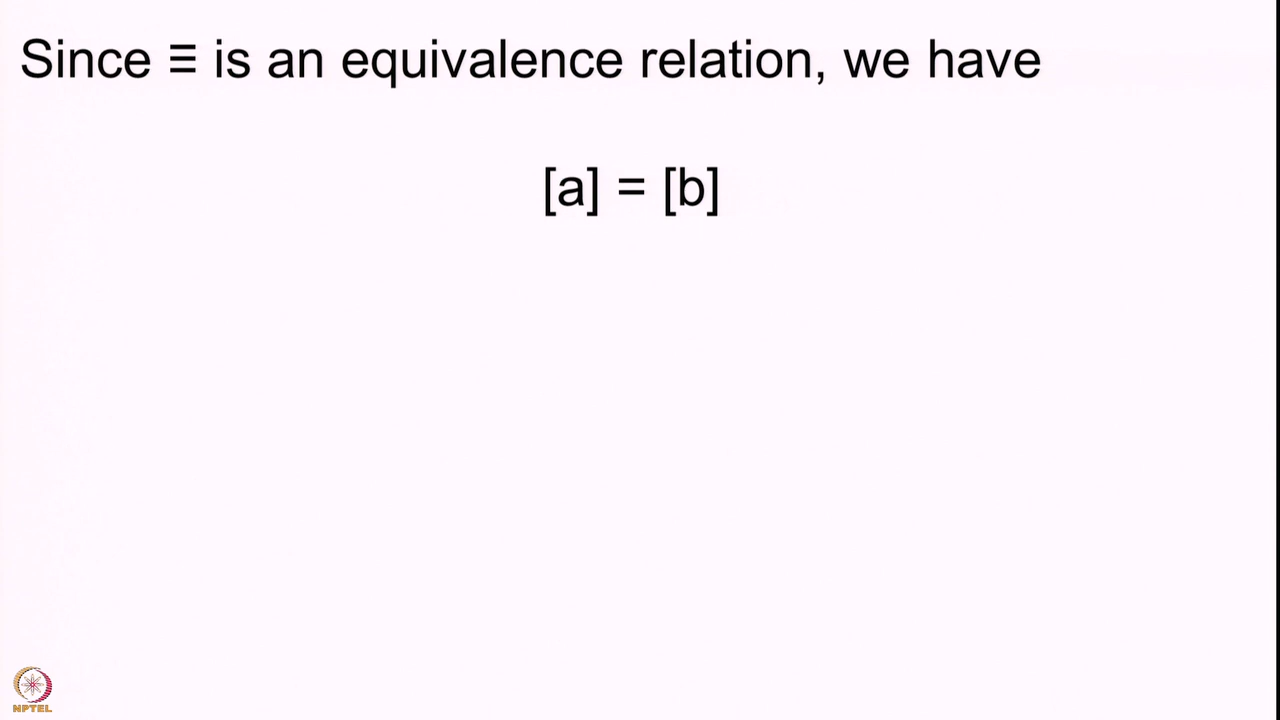 Since ≡ is an equivalence relation, we have
[a] = [b]
NPTEL